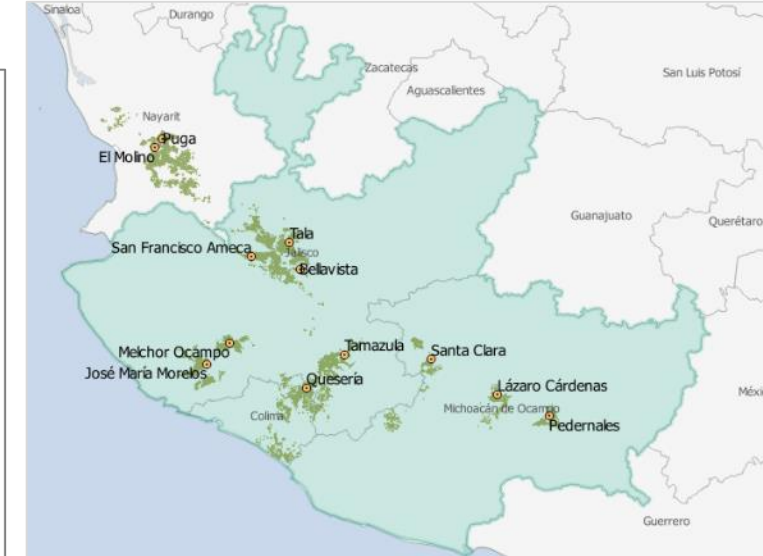 Sinaloa
Durango
Zacatecas
San Luis Potosí
Aguascalientes
Nayarit
Puga
El Molino
Guanajuato
Querétaro
Tala
San Francisco Ameca
Jalisco
Bellavista
Melchor Ocampo
Tamazula
Santa Clara
José María Morelos
Quesería
Lázaro Cárdenas
Colima
Michoacán de Ocampo
Pedernales
Guerrero